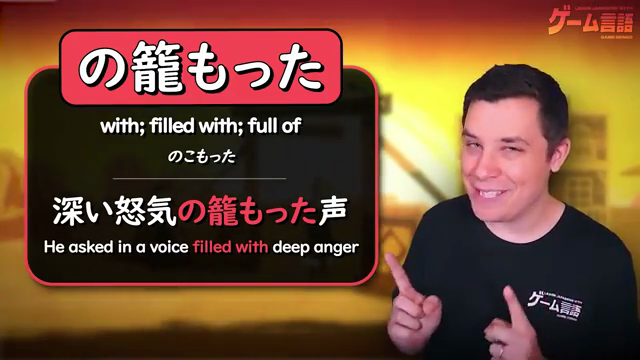 ゲーム言語
の籠もった
with; filled with; full of
のこもった
深い怒気の籠もった声
He asked in a voice filled with deep anger
ゲーム言語